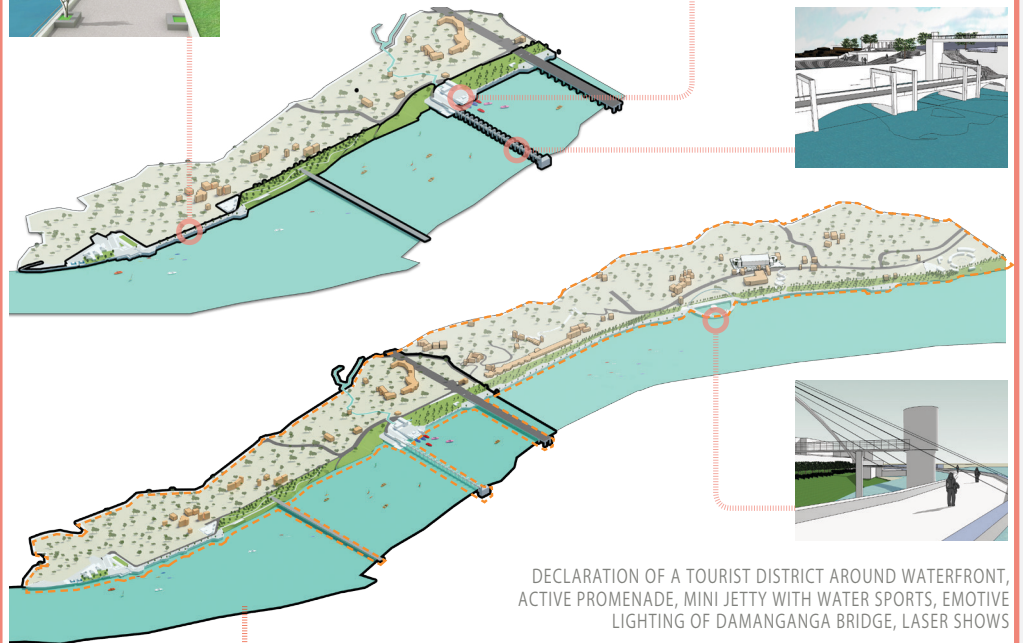 DECLARATION OF A TOURIST DISTRICT AROUND WATERFRONT,
ACTIVE PROMENADE, MINI JETTY WITH WATER SPORTS, EMOTIVE
LIGHTING OF DAMANGANGA BRIDGE, LASER SHOWS